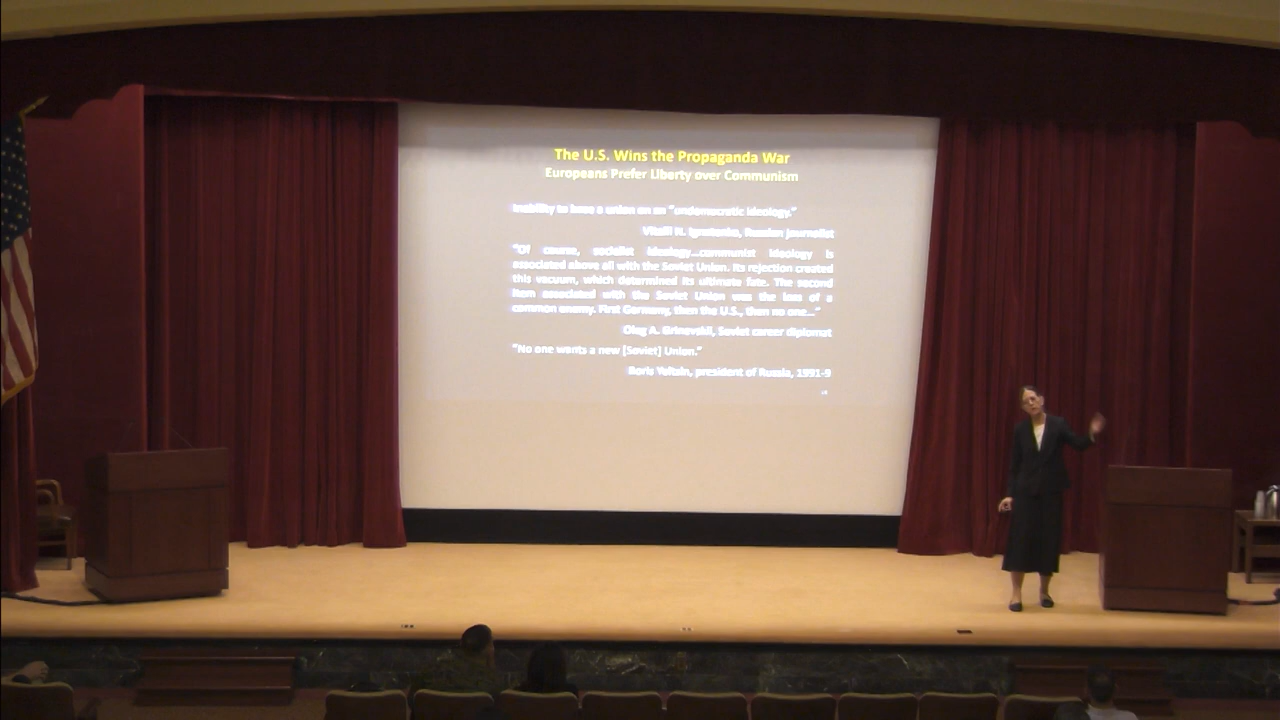 The U.S. Wins the Propaganda War
Europeans Prefer Liberty over Communism
Inability to have a union on an "undemocratic ideology."
Vitalii N. Ignatenko, Russian journalist
"Of course, socialist ideology...communist ideology is
associated above all with the Soviet Union. Its rejection created
this vacuum, which determined its ultimate fate. The second
item associated with the Soviet Union was the loss of a
common enemy. First Germany, then the U.S., then no one..."
Oleg A. Grinevskii, Soviet career diplomat
"No one wants a new [Soviet] Union."
Boris Yeltsin, president of Russia, 1991-9